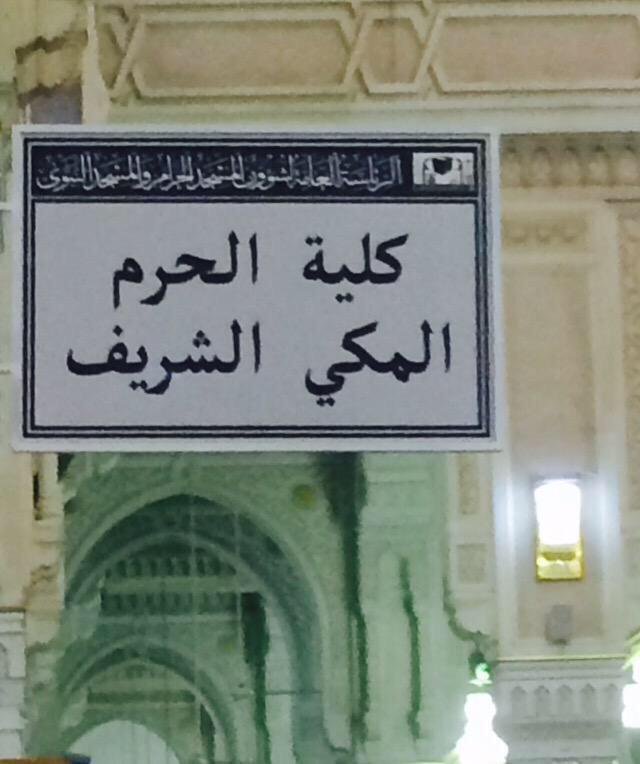 الرئاسة العامة لشؤون المسجد الحرام والمسجد النبوي
كلية الحرم
المكي الشريف